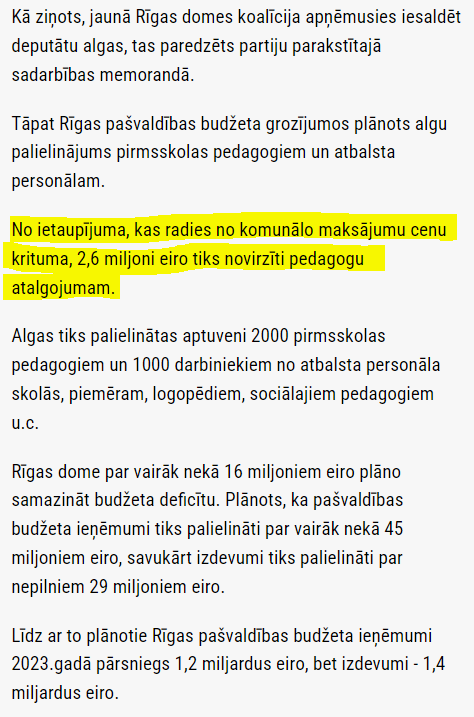 Kā ziņots, jaunā Rīgas domes koalīcija apņēmusies iesaldēt
deputātu algas, tas paredzēts partiju parakstītajā
sadarbības memorandā.
Tāpat Rīgas pašvaldības budžeta grozījumos plānots algu
palielinājums pirmsskolas pedagogiem un atbalsta
personālam.
No ietaupījuma, kas radies no komunālo maksājumu cenu
krituma, 2,6 miljoni eiro tiks novirzīti pedagogu
atalgojumam.
Algas tiks palielinātas aptuveni 2000 pirmsskolas
pedagogiem un 1000 darbiniekiem no atbalsta personāla
skolās, piemēram, logopēdiem, sociālajiem pedagogiem
u.c.
Rīgas dome par vairāk nekā 16 miljoniem eiro plāno
samazināt budžeta deficītu. Plānots, ka pašvaldības
budžeta ieņēmumi tiks palielināti par vairāk nekā 45
miljoniem eiro, savukārt izdevumi tiks palielināti par
nepilniem 29 miljoniem eiro.
Līdz ar to plānotie Rīgas pašvaldības budžeta ieņēmumi
2023.gadā pārsniegs 1,2 miljardus eiro, bet izdevumi - 1,4
miljardus eiro.